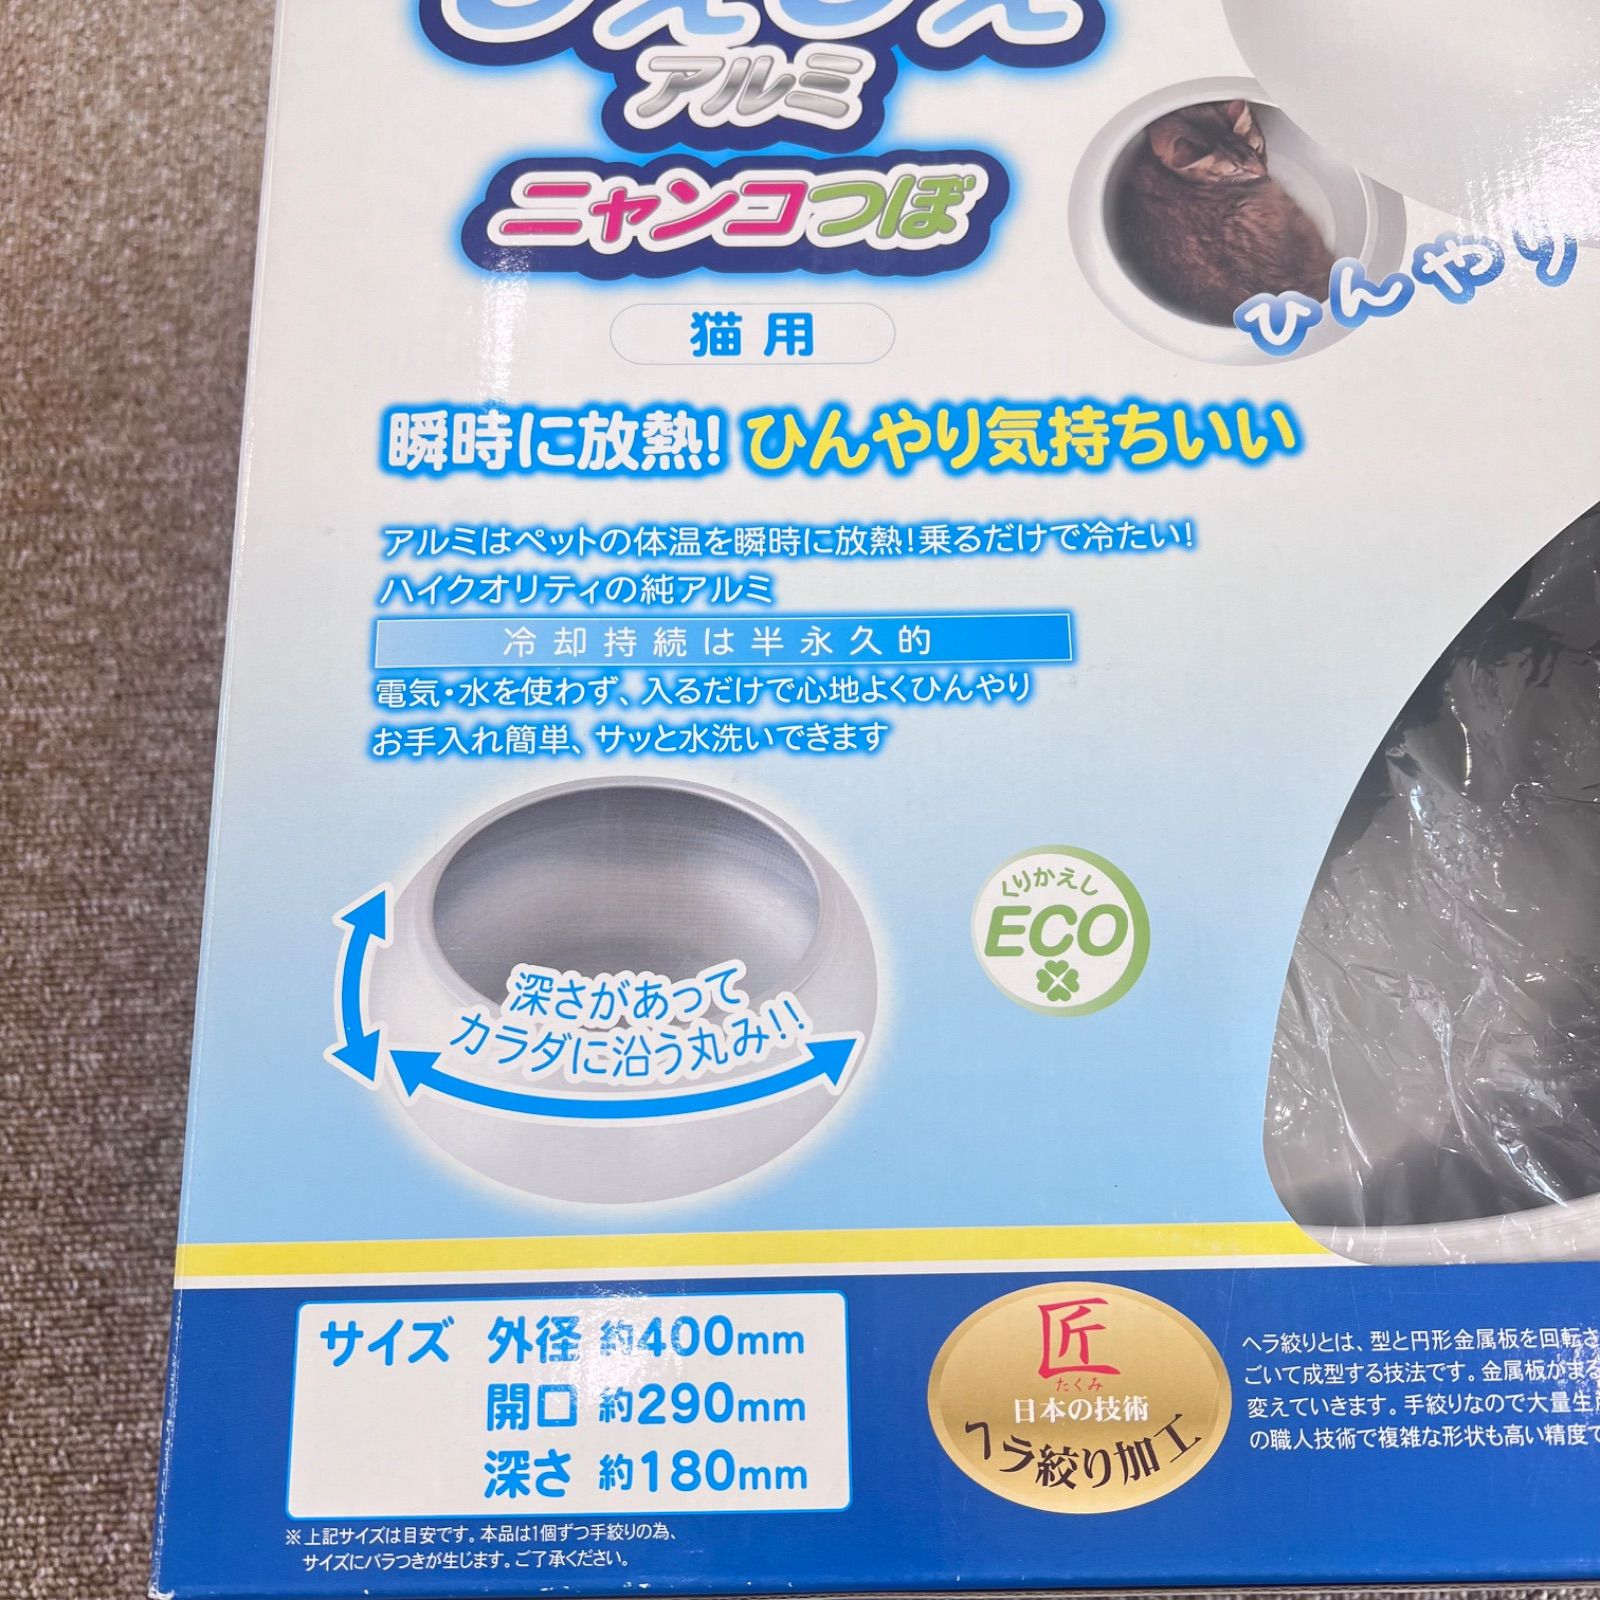 ひえひえ
アルミ
ニャンコつぼ
猫用
ひんやり
瞬時に放熱!ひんやり気持ちいい
アルミはペットの体温を瞬時に放熱!乗るだけで冷たい!
ハイクオリティの純アルミ
冷却持続は半永久的
電気・水を使わず、入るだけで心地よくひんやり
お手入れ簡単、サッと水洗いできます
深さがあって
カラダに沿う丸み!!
くりかえし
ECO
サイズ 外径 約400mm
開口 約290mm
深さ 約180mm
※上記サイズは目安です。本品は1個ずつ手絞りの為、
サイズにバラつきが生じます。ご了承ください。
匠
たくみ
日本の技術
ヘラ絞り加工
ヘラ絞りとは、型と円形金属板を回転さ
ごいて成型する技法です。金属板がまる
変えていきます。手絞りなので大量生産
の職人技術で複雑な形状も高い精度で